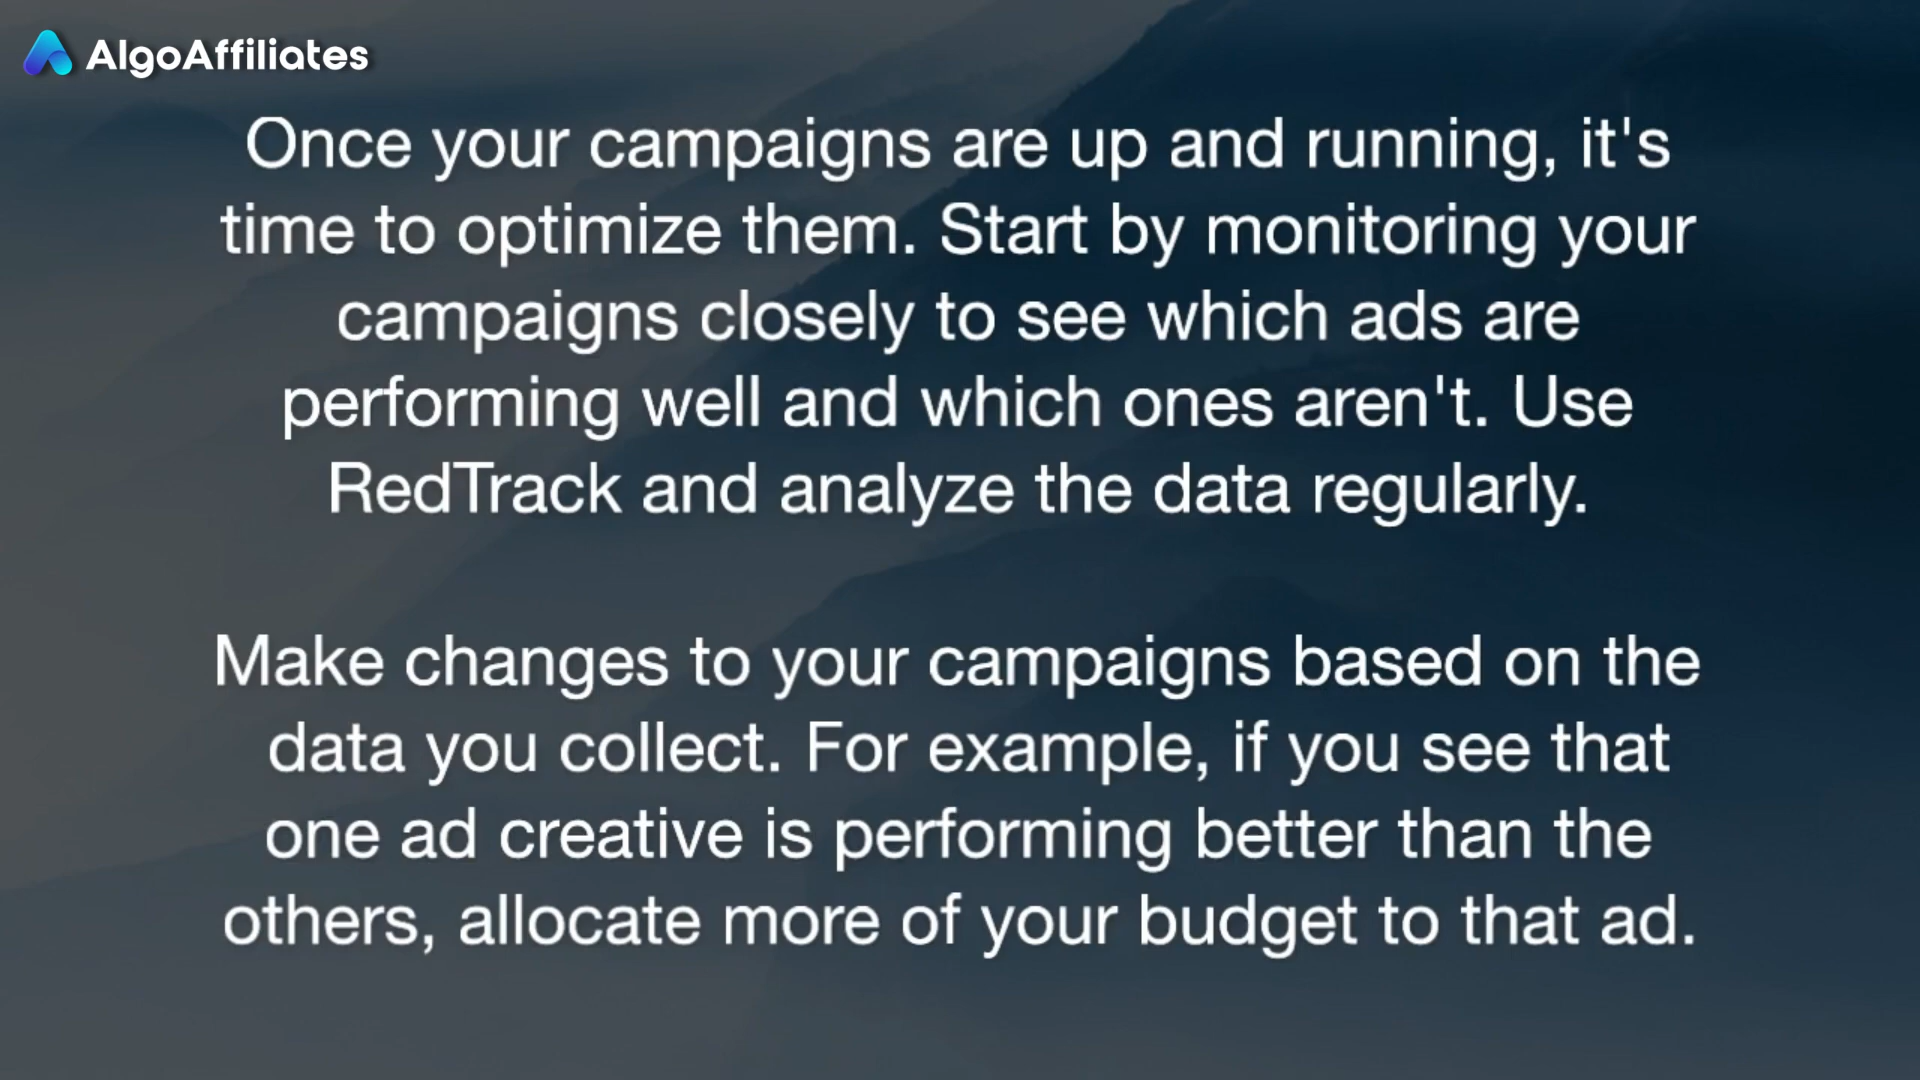 AlgoAffiliates
Once your campaigns are up and running, it's
time to optimize them. Start by monitoring your
campaigns closely to see which ads are
performing well and which ones aren't. Use
RedTrack and analyze the data regularly.
Make changes to your campaigns based on the
data you collect. For example, if you see that
one ad creative is performing better than the
others, allocate more of your budget to that ad.